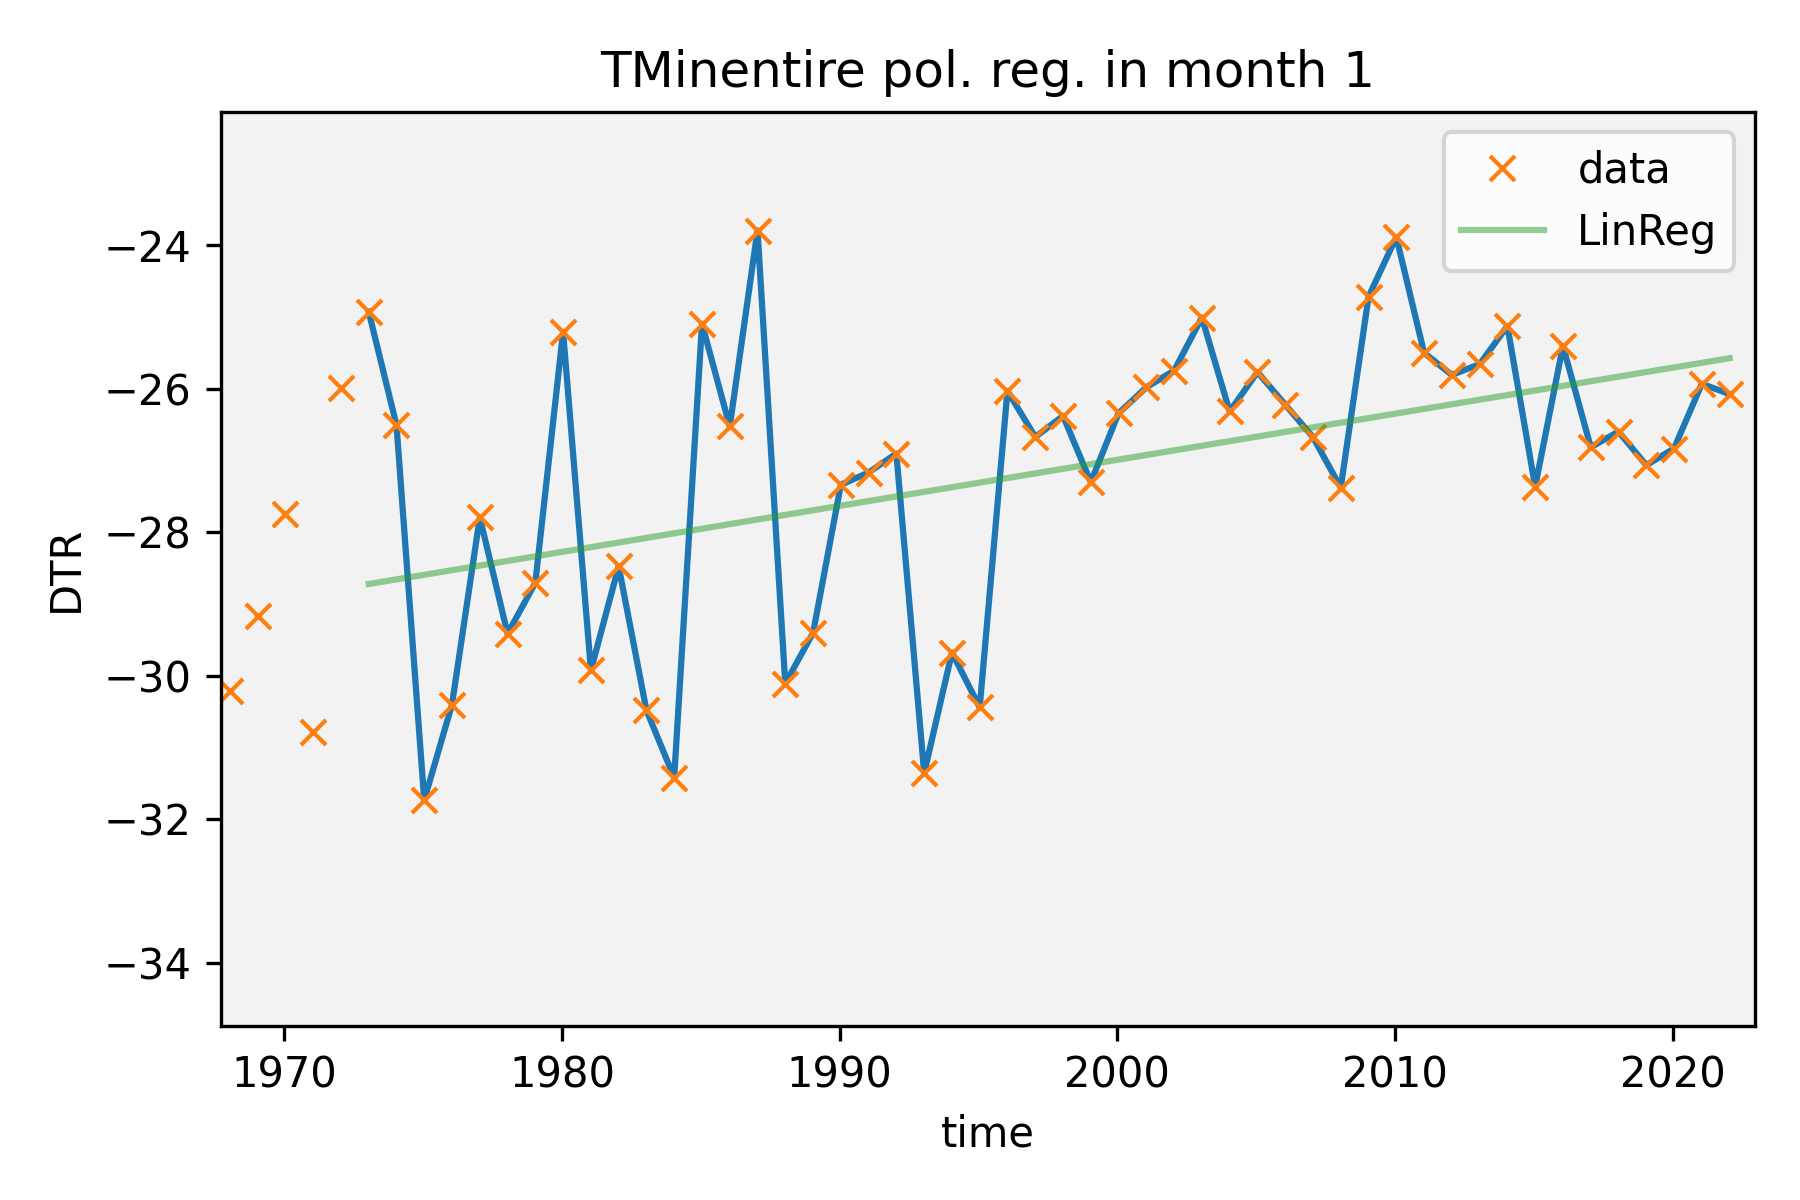 TMinentire pol. reg. in month 1
data
LinReg
DTR
−24
−26
−28
−30
−32
−34
1970 1980 1990 2000 2010 2020
time